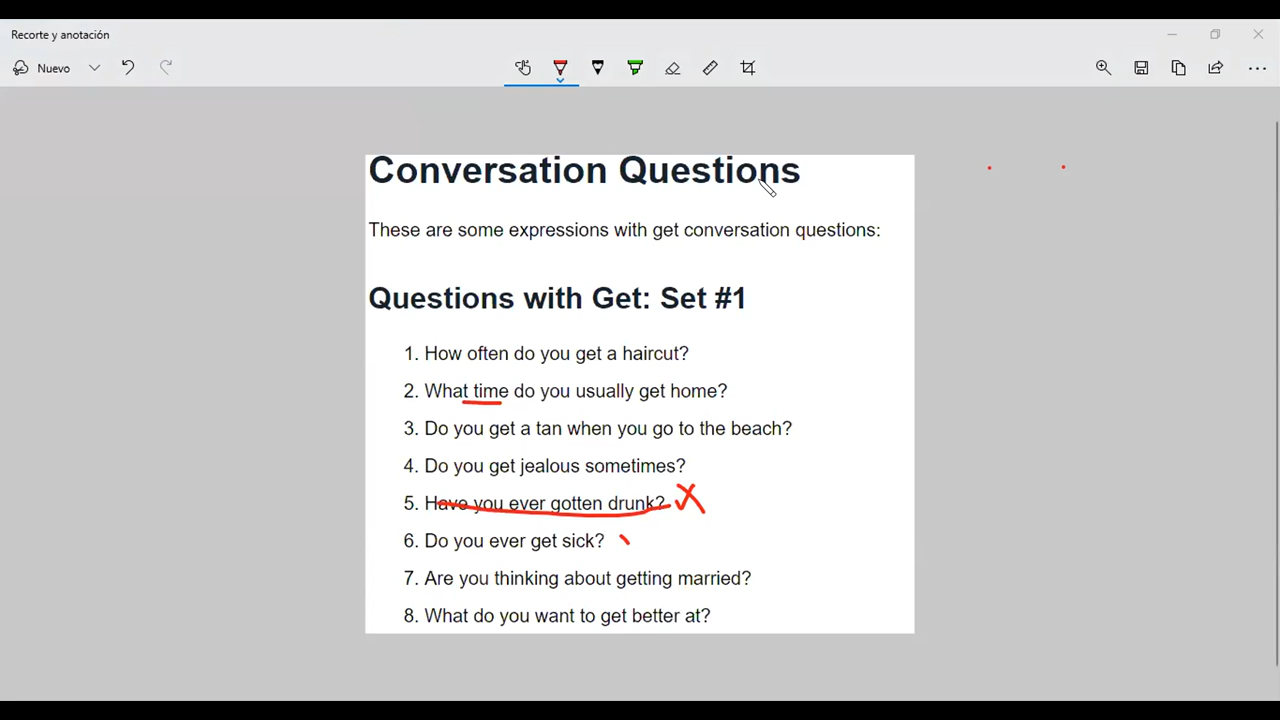 Recorte y anotación
Nuevo
Conversation Questions
These are some expressions with get conversation questions:
Questions with Get: Set #1
1. How often do you get a haircut?
2. What time do you usually get home?
3. Do you get a tan when you go to the beach?
4. Do you get jealous sometimes?
5. Have you ever gotten drunk? X
6. Do you ever get sick?
7. Are you thinking about getting married?
8. What do you want to get better at?